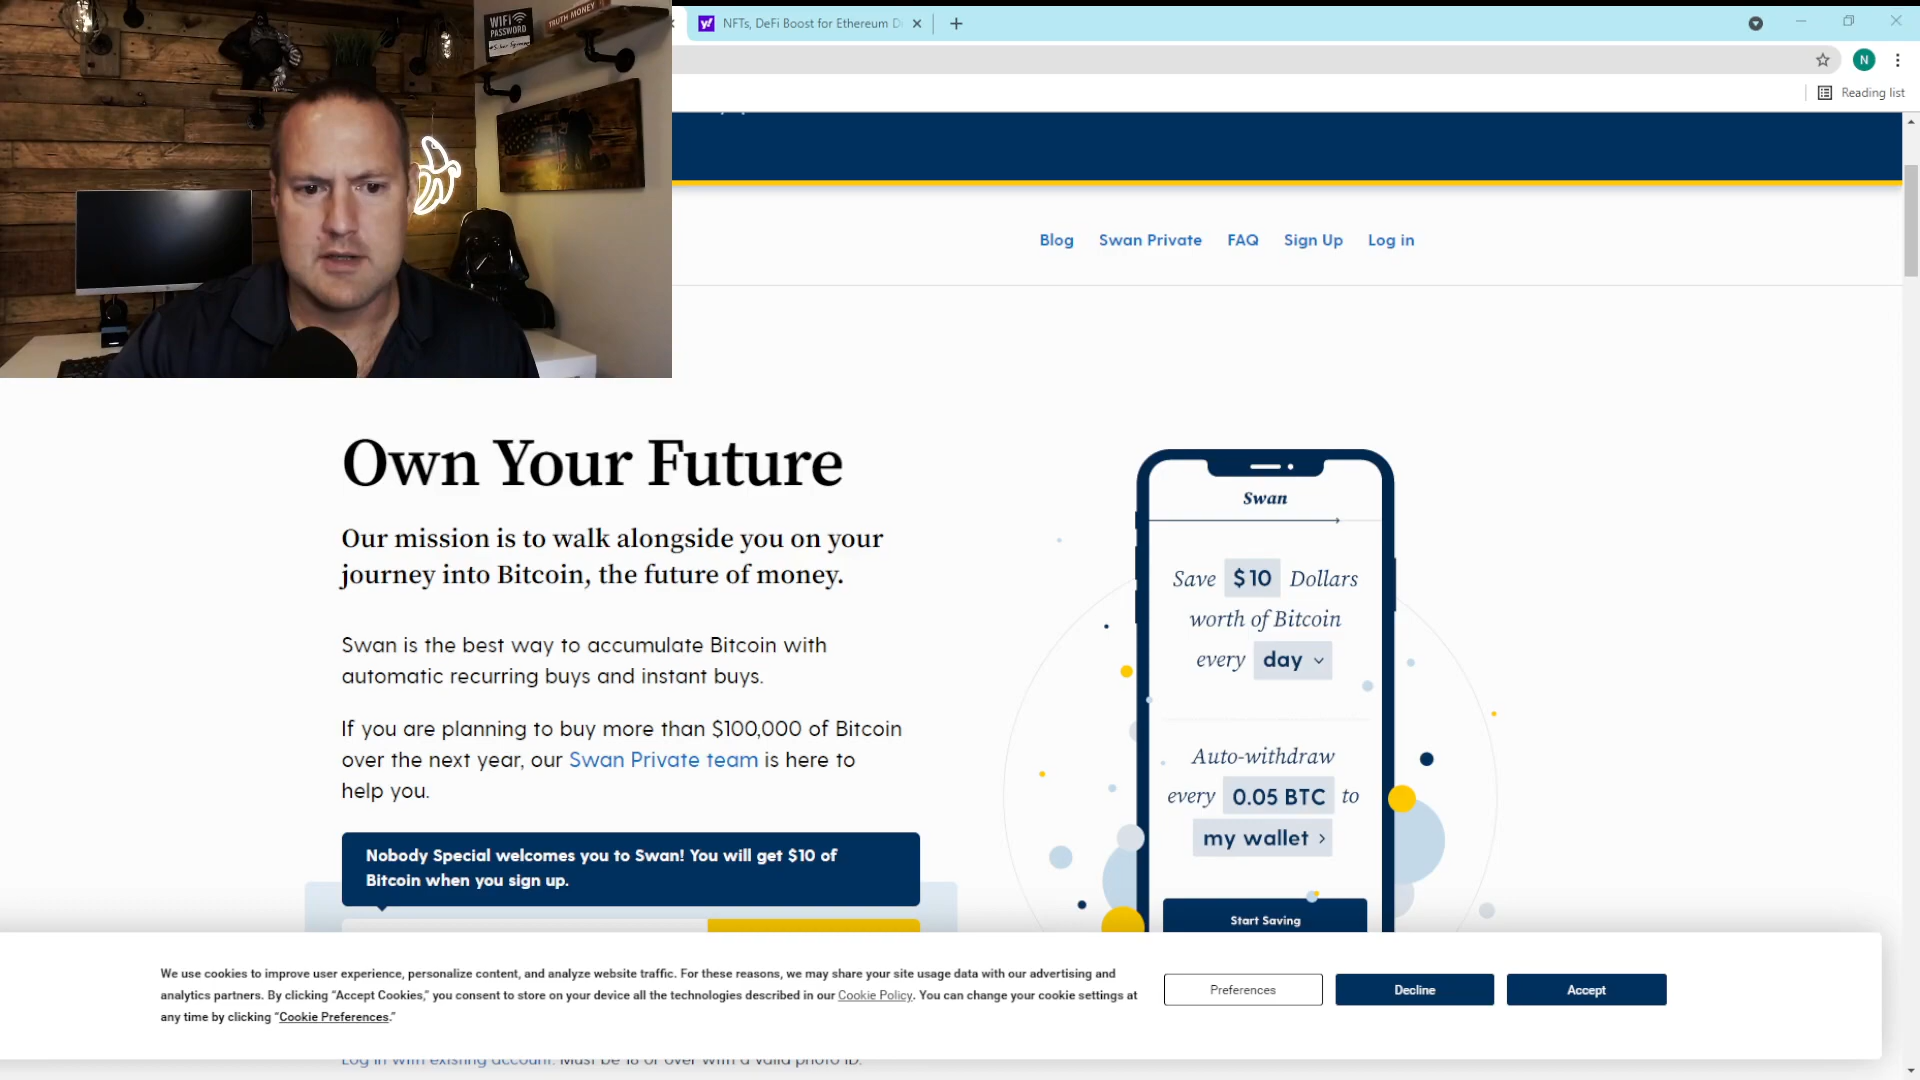 WIFI
PASSWORD
TRUTH-MONEY
NFTs, DeFi Boost for Ethereum D
N
Reading list
Blog Swan Private FAQ Sign Up Log in
Own Your Future
Our mission is to walk alongside you on your
journey into Bitcoin, the future of money.
Swan is the best way to accumulate Bitcoin with
automatic recurring buys and instant buys.
If you are planning to buy more than $100,000 of Bitcoin
over the next year, our Swan Private team is here to
help you.
Nobody Special welcomes you to Swan! You will get $10 of
Bitcoin when you sign up.
Swan
Save $10 Dollars
worth of Bitcoin
every day
Auto-withdraw
every 0.05 BTC to
my wallet >
Start Saving
We use cookies to improve user experience, personalize content, and analyze website traffic. For these reasons, we may share your site usage data with our advertising and
analytics partners. By clicking “Accept Cookies,” you consent to store on your device all the technologies described in our Cookie Policy. You can change your cookie settings at
any time by clicking “Cookie Preferences.”
Preferences
Decline
Accept
Log in with existing account. Must be 18 or over with a valid photo ID.